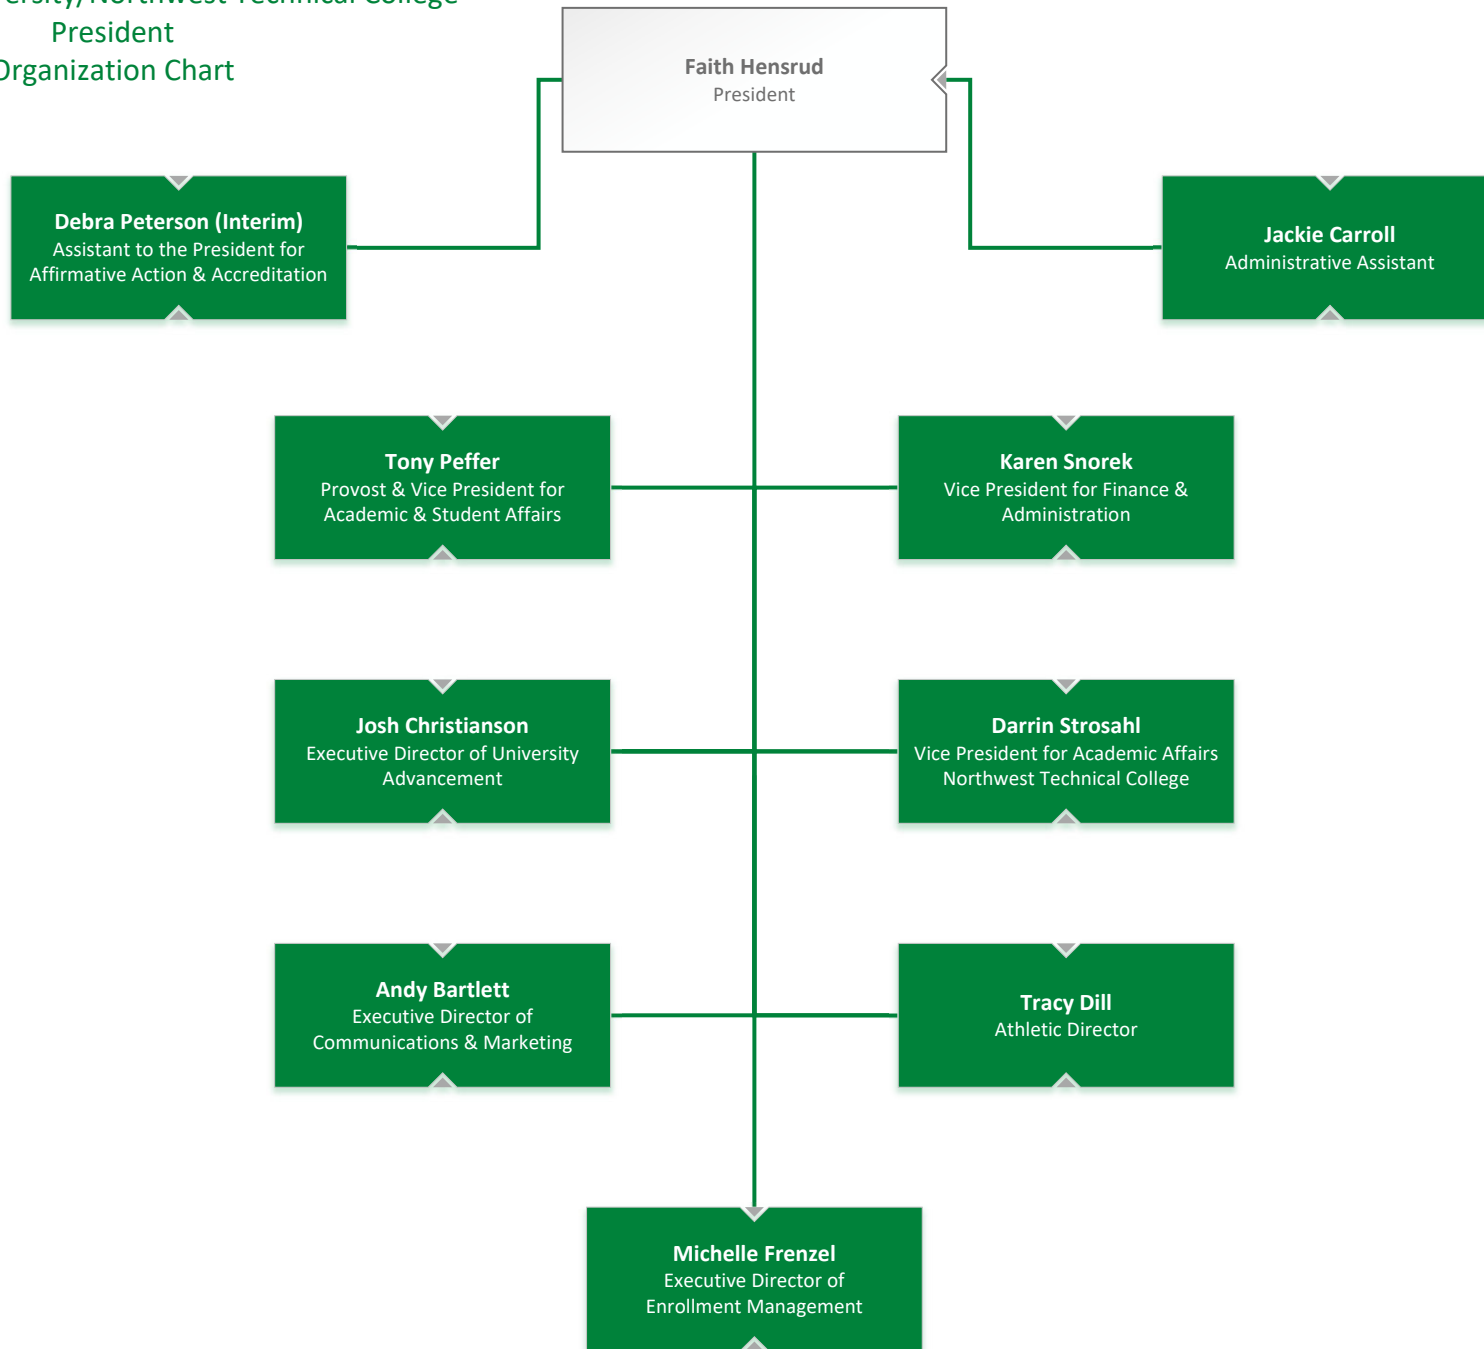 Northwest Technical College
President
Organization Chart
Faith Hensrud
President
Debra Peterson (Interim)
Assistant to the President for
Affirmative Action & Accreditation
Jackie Carroll
Administrative Assistant
Tony Peffer
Provost & Vice President for
Academic & Student Affairs
Karen Snorek
Vice President for Finance &
Administration
Josh Christianson
Executive Director of University
Advancement
Darrin Strosahl
Vice President for Academic Affairs
Northwest Technical College
Andy Bartlett
Executive Director of
Communications & Marketing
Tracy Dill
Athletic Director
Michelle Frenzel
Executive Director of
Enrollment Management